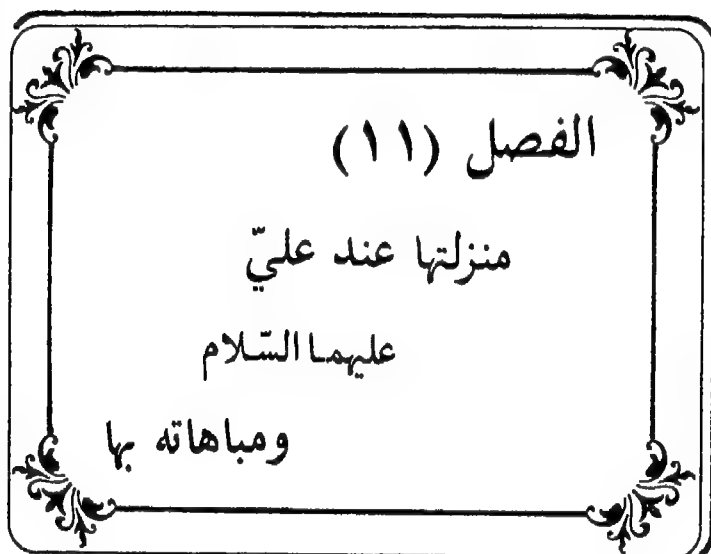 الفصل (١١)
منزلتها عند عليّ
عليهما السّلام
ومباهاته بها